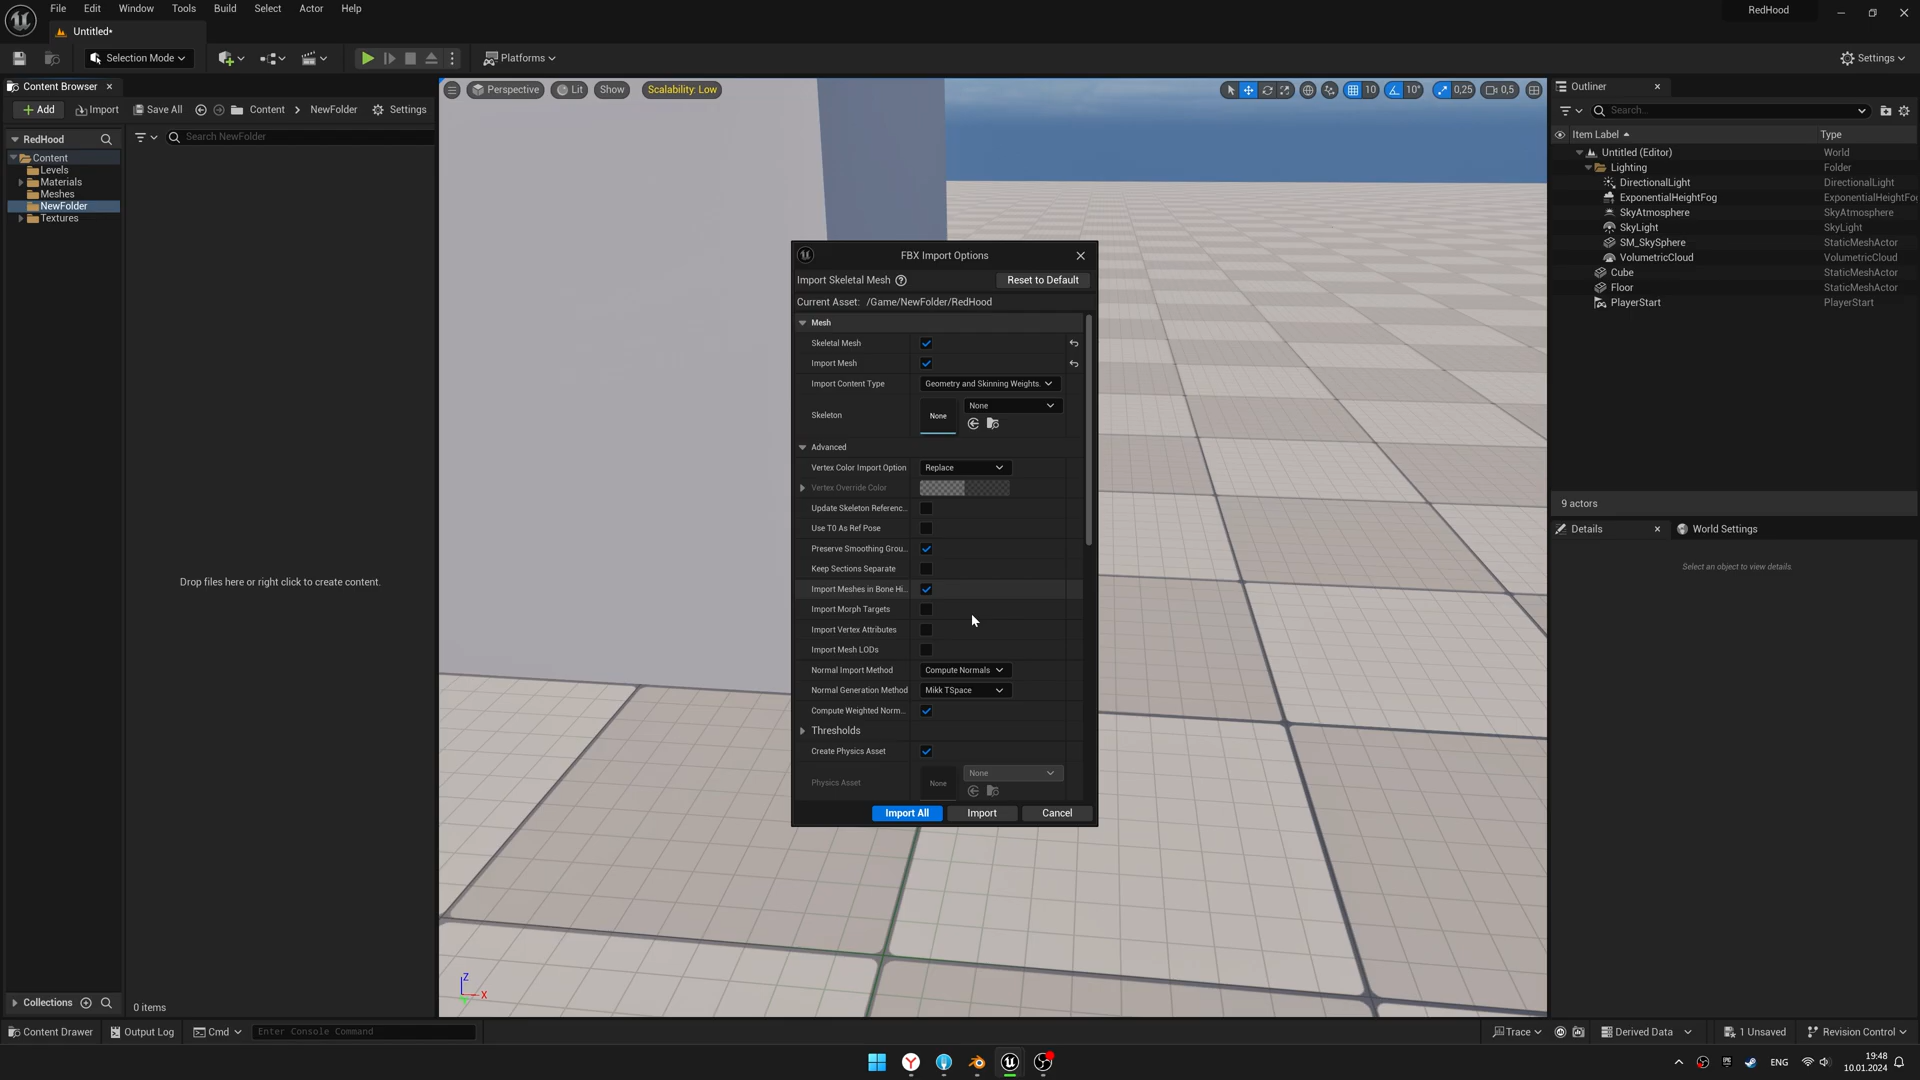 File Edit Window Tools Build Select Actor Help
RedHood
Untitled*
Selection Mode
Platforms
Settings
Content Browser
Add Import Save All Content NewFolder Settings
RedHood
Search NewFolder
Content
Levels
Materials
Meshes
NewFolder
Textures
Drop files here or right click to create content.
Collections
0 items
Perspective Lit Show Scalability: Low
10 10° 0,25 0,5
Z
X
FBX Import Options
Import Skeletal Mesh Reset to Default
Current Asset: /Game/NewFolder/RedHood
Mesh
Skeletal Mesh
Import Mesh
Import Content Type Geometry and Skinning Weights.
Skeleton None None
Advanced
Vertex Color Import Option Replace
Vertex Override Color
Update Skeleton Referenc...
Use T0 As Ref Pose
Preserve Smoothing Grou...
Keep Sections Separate
Import Meshes in Bone Hi...
Import Morph Targets
Import Vertex Attributes
Import Mesh LODs
Normal Import Method Compute Normals
Normal Generation Method Mikk TSpace
Compute Weighted Norm...
Thresholds
Create Physics Asset
Physics Asset None None
Import All Import Cancel
Outliner
Search...
Item Label Type
Untitled (Editor) World
Lighting Folder
DirectionalLight DirectionalLight
ExponentialHeightFog ExponentialHeightFog
SkyAtmosphere SkyAtmosphere
SkyLight SkyLight
SM_SkySphere StaticMeshActor
VolumetricCloud VolumetricCloud
Cube StaticMeshActor
Floor StaticMeshActor
PlayerStart PlayerStart
9 actors
Details World Settings
Select an object to view details.
Content Drawer Output Log Cmd Enter Console Command
Trace Derived Data 1 Unsaved Revision Control
ENG
19:48
10.01.2024